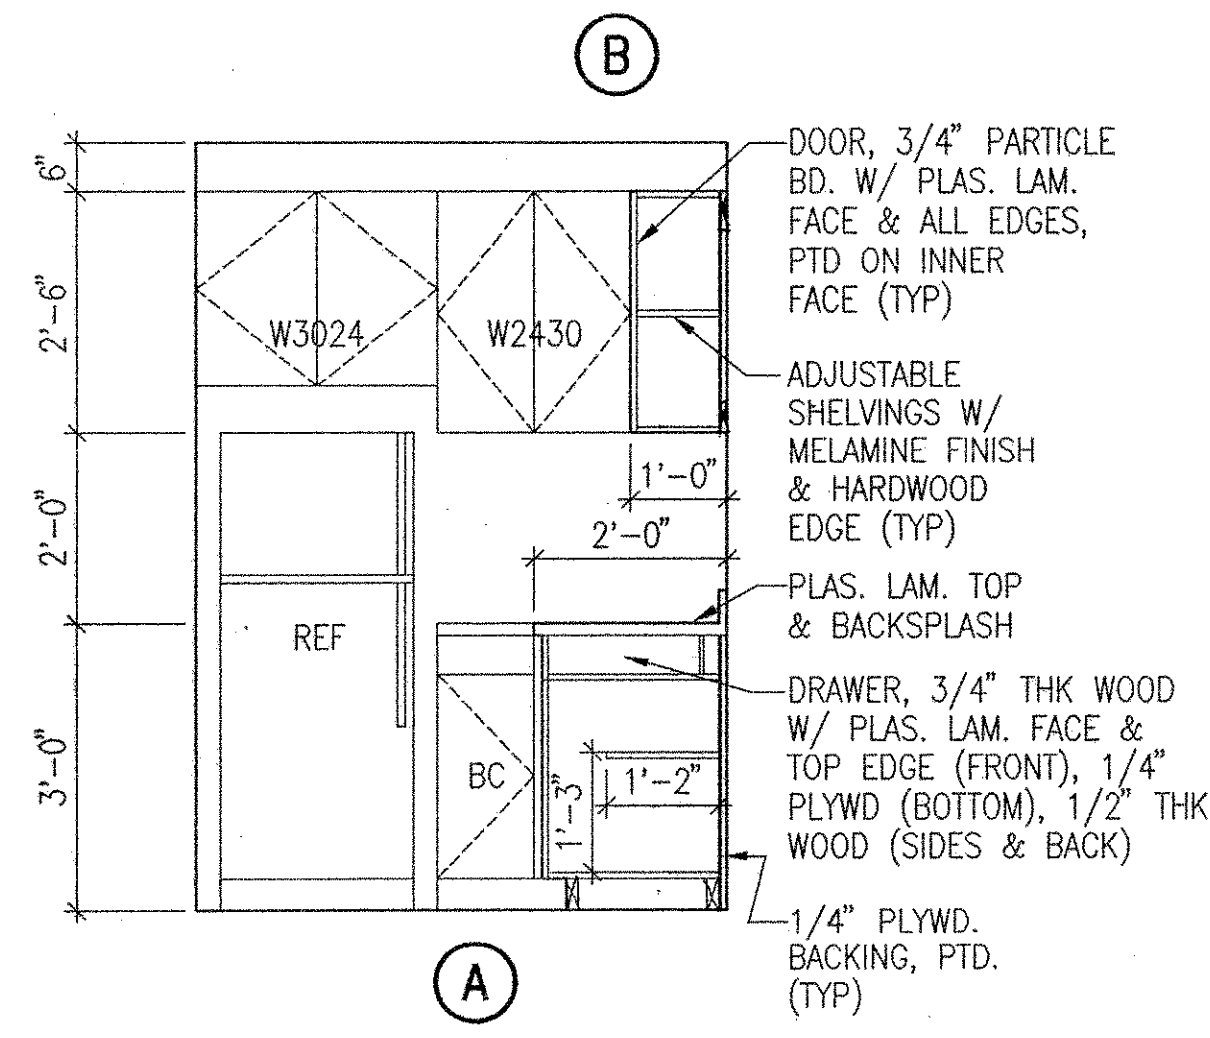 B
DOOR, 3/4" PARTICLE
BD. W/ PLAS. LAM.
FACE & ALL EDGES,
PTD ON INNER
FACE (TYP)
6"
2'-6"
W3024
W2430
ADJUSTABLE
SHELVINGS W/
MELAMINE FINISH
& HARDWOOD
EDGE (TYP)
1'-0"
2'-0"
2'-0"
PLAS. LAM. TOP
& BACKSPLASH
REF
DRAWER, 3/4" THK WOOD
W/ PLAS. LAM. FACE &
TOP EDGE (FRONT), 1/4"
PLYWD (BOTTOM), 1/2" THK
WOOD (SIDES & BACK)
3'-0"
BC
1'-3"
1'-2"
1/4" PLYWD.
BACKING, PTD.
(TYP)
A